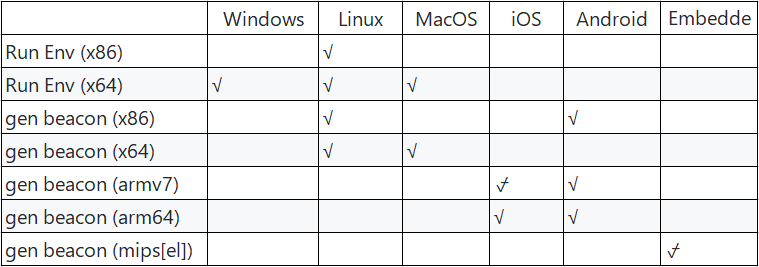 Windows Linux MacOS iOS Android Embedde
Run Env (x86) √
Run Env (x64) √ √ √
gen beacon (x86) √ √
gen beacon (x64) √ √
gen beacon (armv7) √̶ √
gen beacon (arm64) √ √
gen beacon (mips[el]) √̶